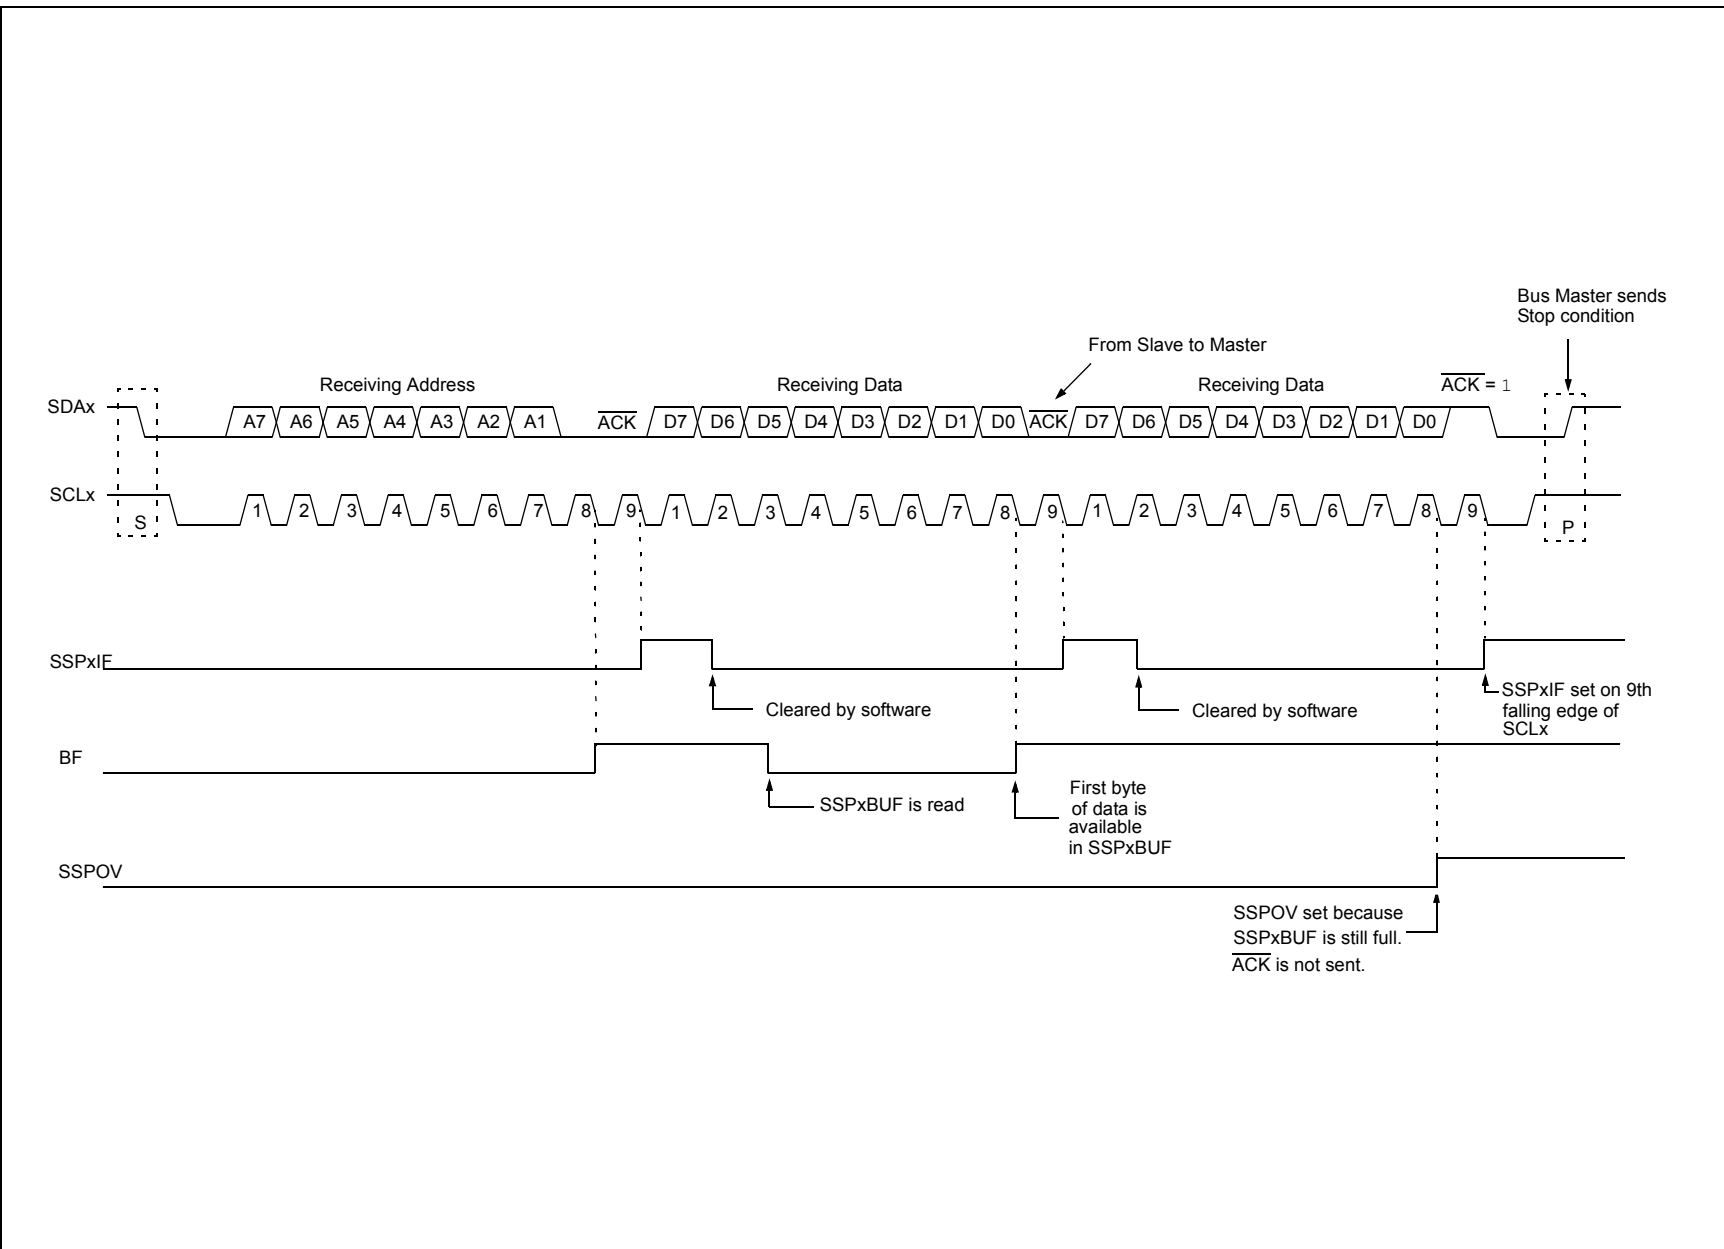 Bus Master sends
Stop condition
From Slave to Master
Receiving Address
Receiving Data
Receiving Data
ACK = 1
SDAx
A7 A6 A5 A4 A3 A2 A1 ACK D7 D6 D5 D4 D3 D2 D1 D0 ACK D7 D6 D5 D4 D3 D2 D1 D0
SCLx
S
1 2 3 4 5 6 7 8 9 1 2 3 4 5 6 7 8 9 1 2 3 4 5 6 7 8 9
P
SSPxIF
Cleared by software
Cleared by software
SSPxIF set on 9th
falling edge of
SCLx
BF
SSPxBUF is read
First byte
of data is
available
in SSPxBUF
SSPOV
SSPOV set because
SSPxBUF is still full.
ACK is not sent.